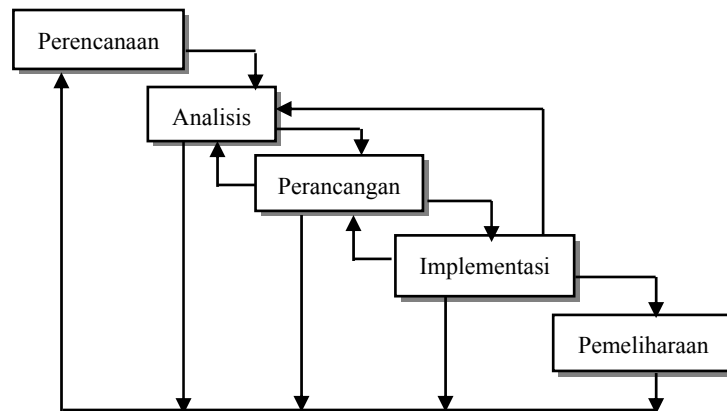 Perencanaan
Analisis
Perancangan
Implementasi
Pemeliharaan